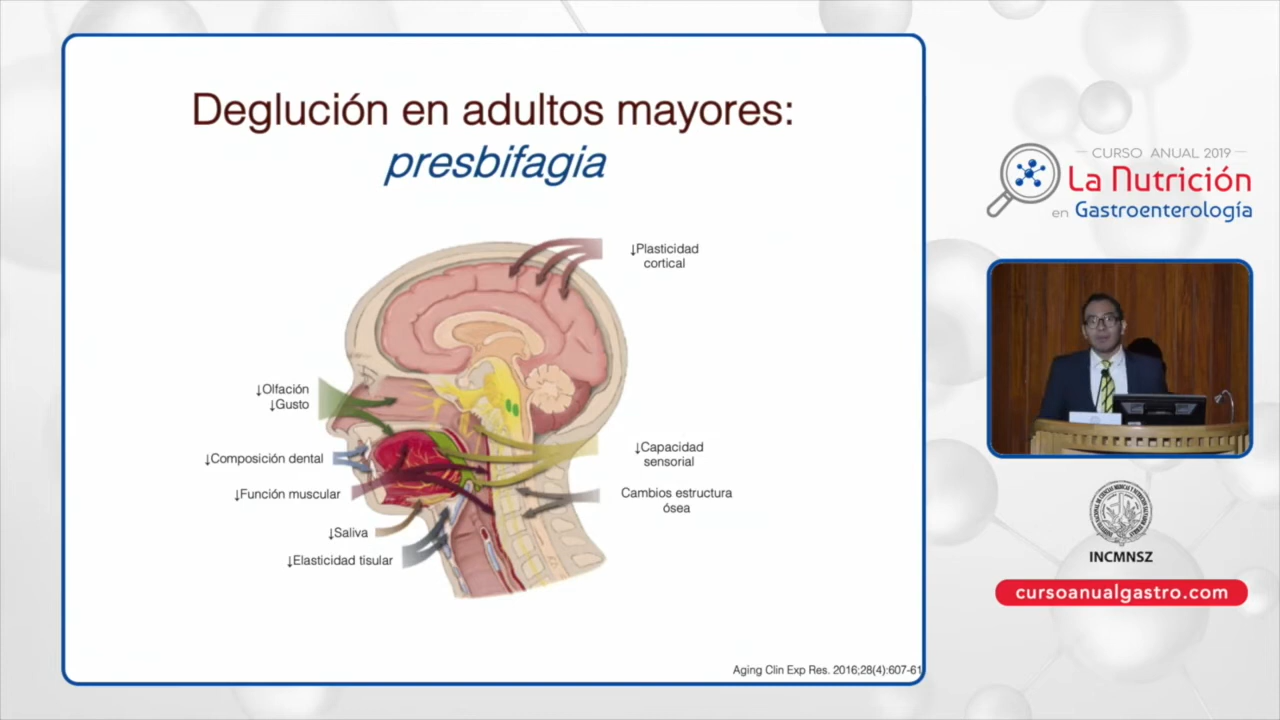 Deglución en adultos mayores:
presbifagia
↓Plasticidad
cortical
↓Olfación
↓Gusto
↓Composición dental
↓Función muscular
↓Saliva
↓Elasticidad tisular
↓Capacidad
sensorial
Cambios estructura
ósea
Aging Clin Exp Res. 2016;28(4):607-61
CURSO ANUAL 2019
La Nutrición
en Gastroenterología
INCMNSZ
cursoanualgastro.com